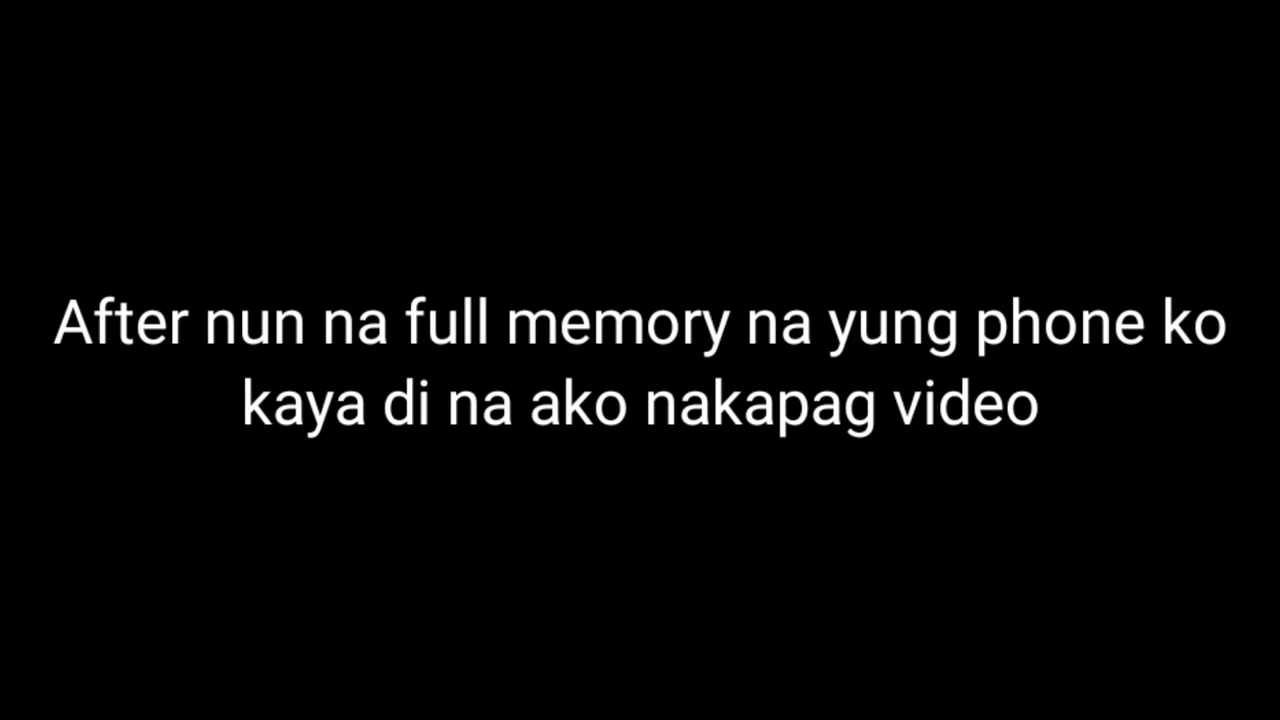 After nun na full memory na yung phone ko
kaya di na ako nakapag video